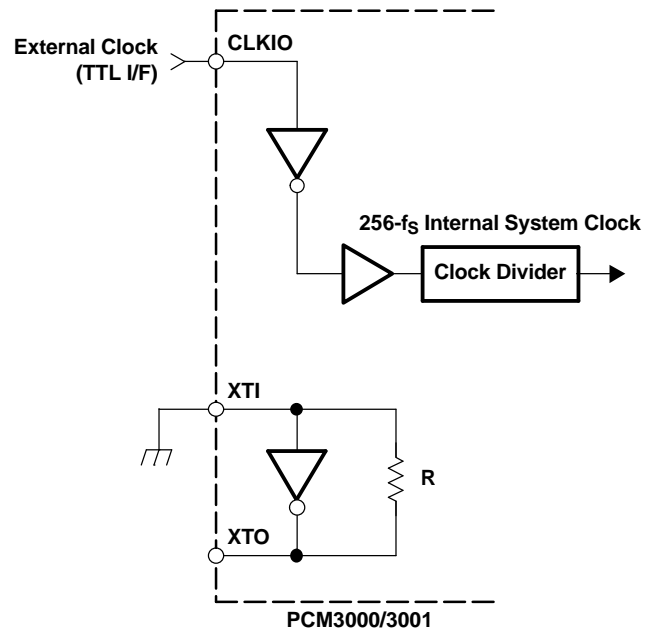 External Clock
(TTL I/F)
CLKIO
256-fS Internal System Clock
Clock Divider
XTI
R
XTO
PCM3000/3001